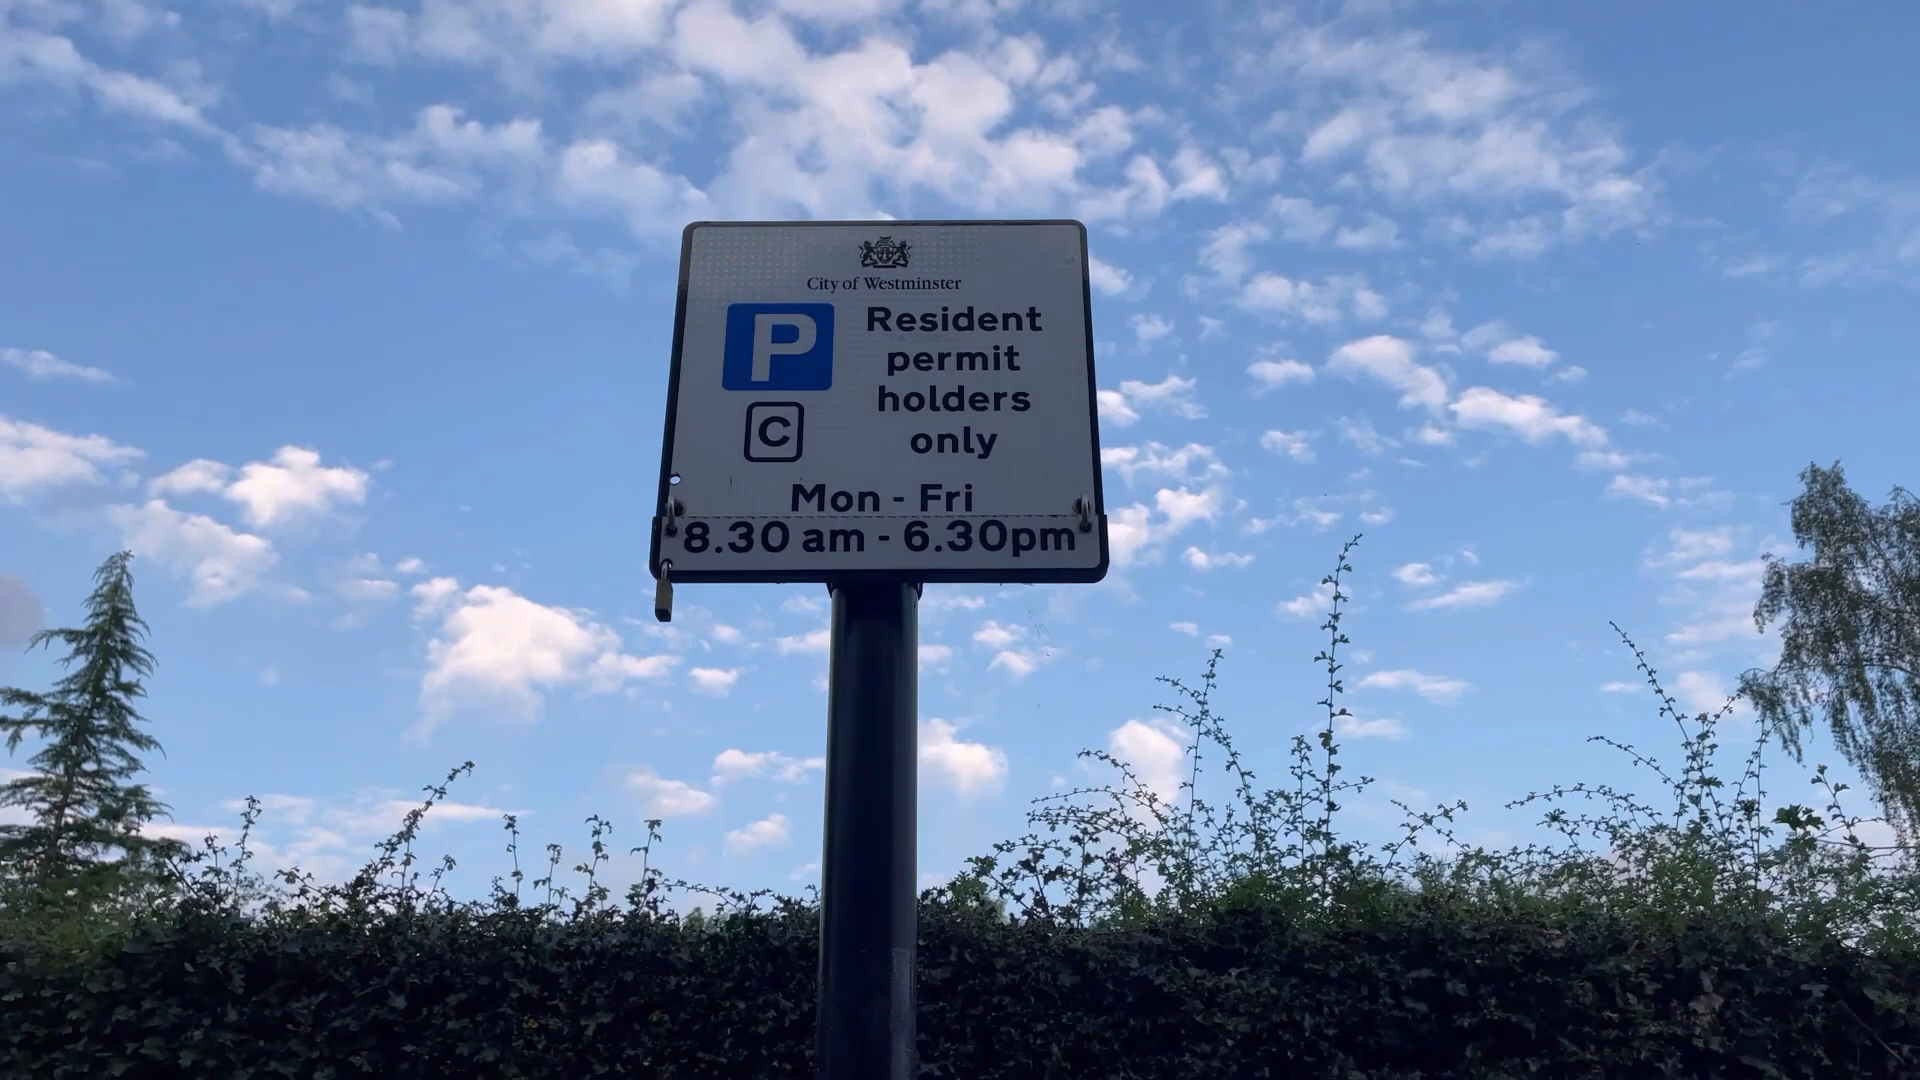 City of Westminster
P
Resident
permit
holders
only
C
Mon - Fri
8.30 am - 6.30pm